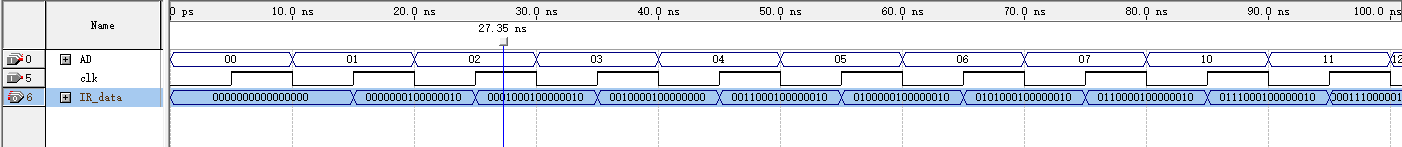 Name
0 ps 10.0 ns 20.0 ns 30.0 ns 40.0 ns 50.0 ns 60.0 ns 70.0 ns 80.0 ns 90.0 ns 100.0 ns
27.35 ns
0 AD 00 01 02 03 04 05 06 07 10 11 12
5 clk
6 IR_data 0000000000000000 0000000100000010 0001000100000010 0010000100000000 0011000100000010 0100000100000010 0101000100000010 0110000100000010 0111000100000010